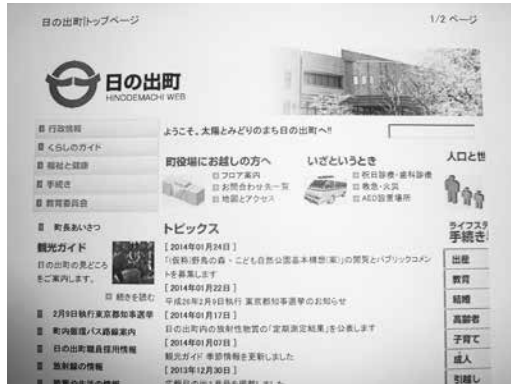 日の出町|トップページ
1/2 ページ
日の出町
HINODEMACHI WEB
行政情報
くらしのガイド
福祉と健康
手続き
教育委員会
町長あいさつ
観光ガイド
日の出町の見どころ
をご案内します。
続きを読む
2月9日執行東京都知事選挙
町内循環バス路線案内
日の出町職員採用情報
放射線の情報
ようこそ、太陽とみどりのまち日の出町へ!!
町役場にお越しの方へ
フロア案内
お問合わせ先一覧
地図とアクセス
いざというとき
祝日診療・歯科診療
救急・火災
AED設置場所
トピックス
[ 2014年01月24日 ]
「(仮称)野鳥の森・こども自然公園基本構想(案)」の閲覧とパブリックコメン
トを募集します
[ 2014年01月22日 ]
平成26年2月9日執行 東京都知事選挙のお知らせ
[ 2014年01月17日 ]
日の出町内の放射性物質の「定期測定結果」を公表します
[ 2014年01月07日 ]
観光ガイド 季節情報を更新しました
[ 2013年12月30日 ]
人口と世
ライフステ
手続き
出産
教育
結婚
高齢者
子育て
成人
引越し